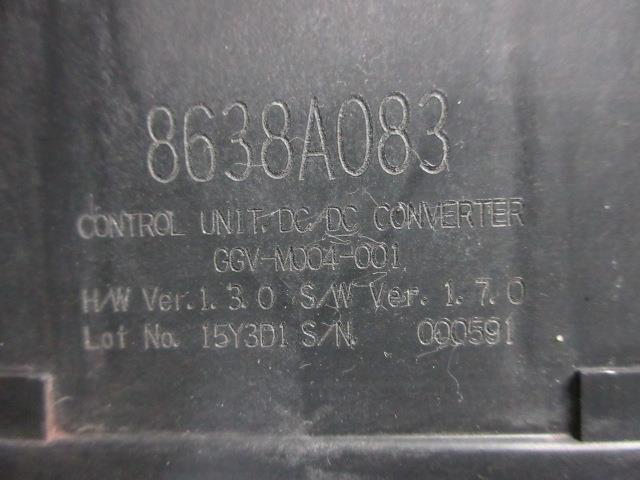 8638A083
CONTROL UNIT,DC/DC CONVERTER
GGV-M004-001
H/W Ver.1.3.0 S/W Ver.1.7.0
Lot No. 15Y3D1 S/N. 000591